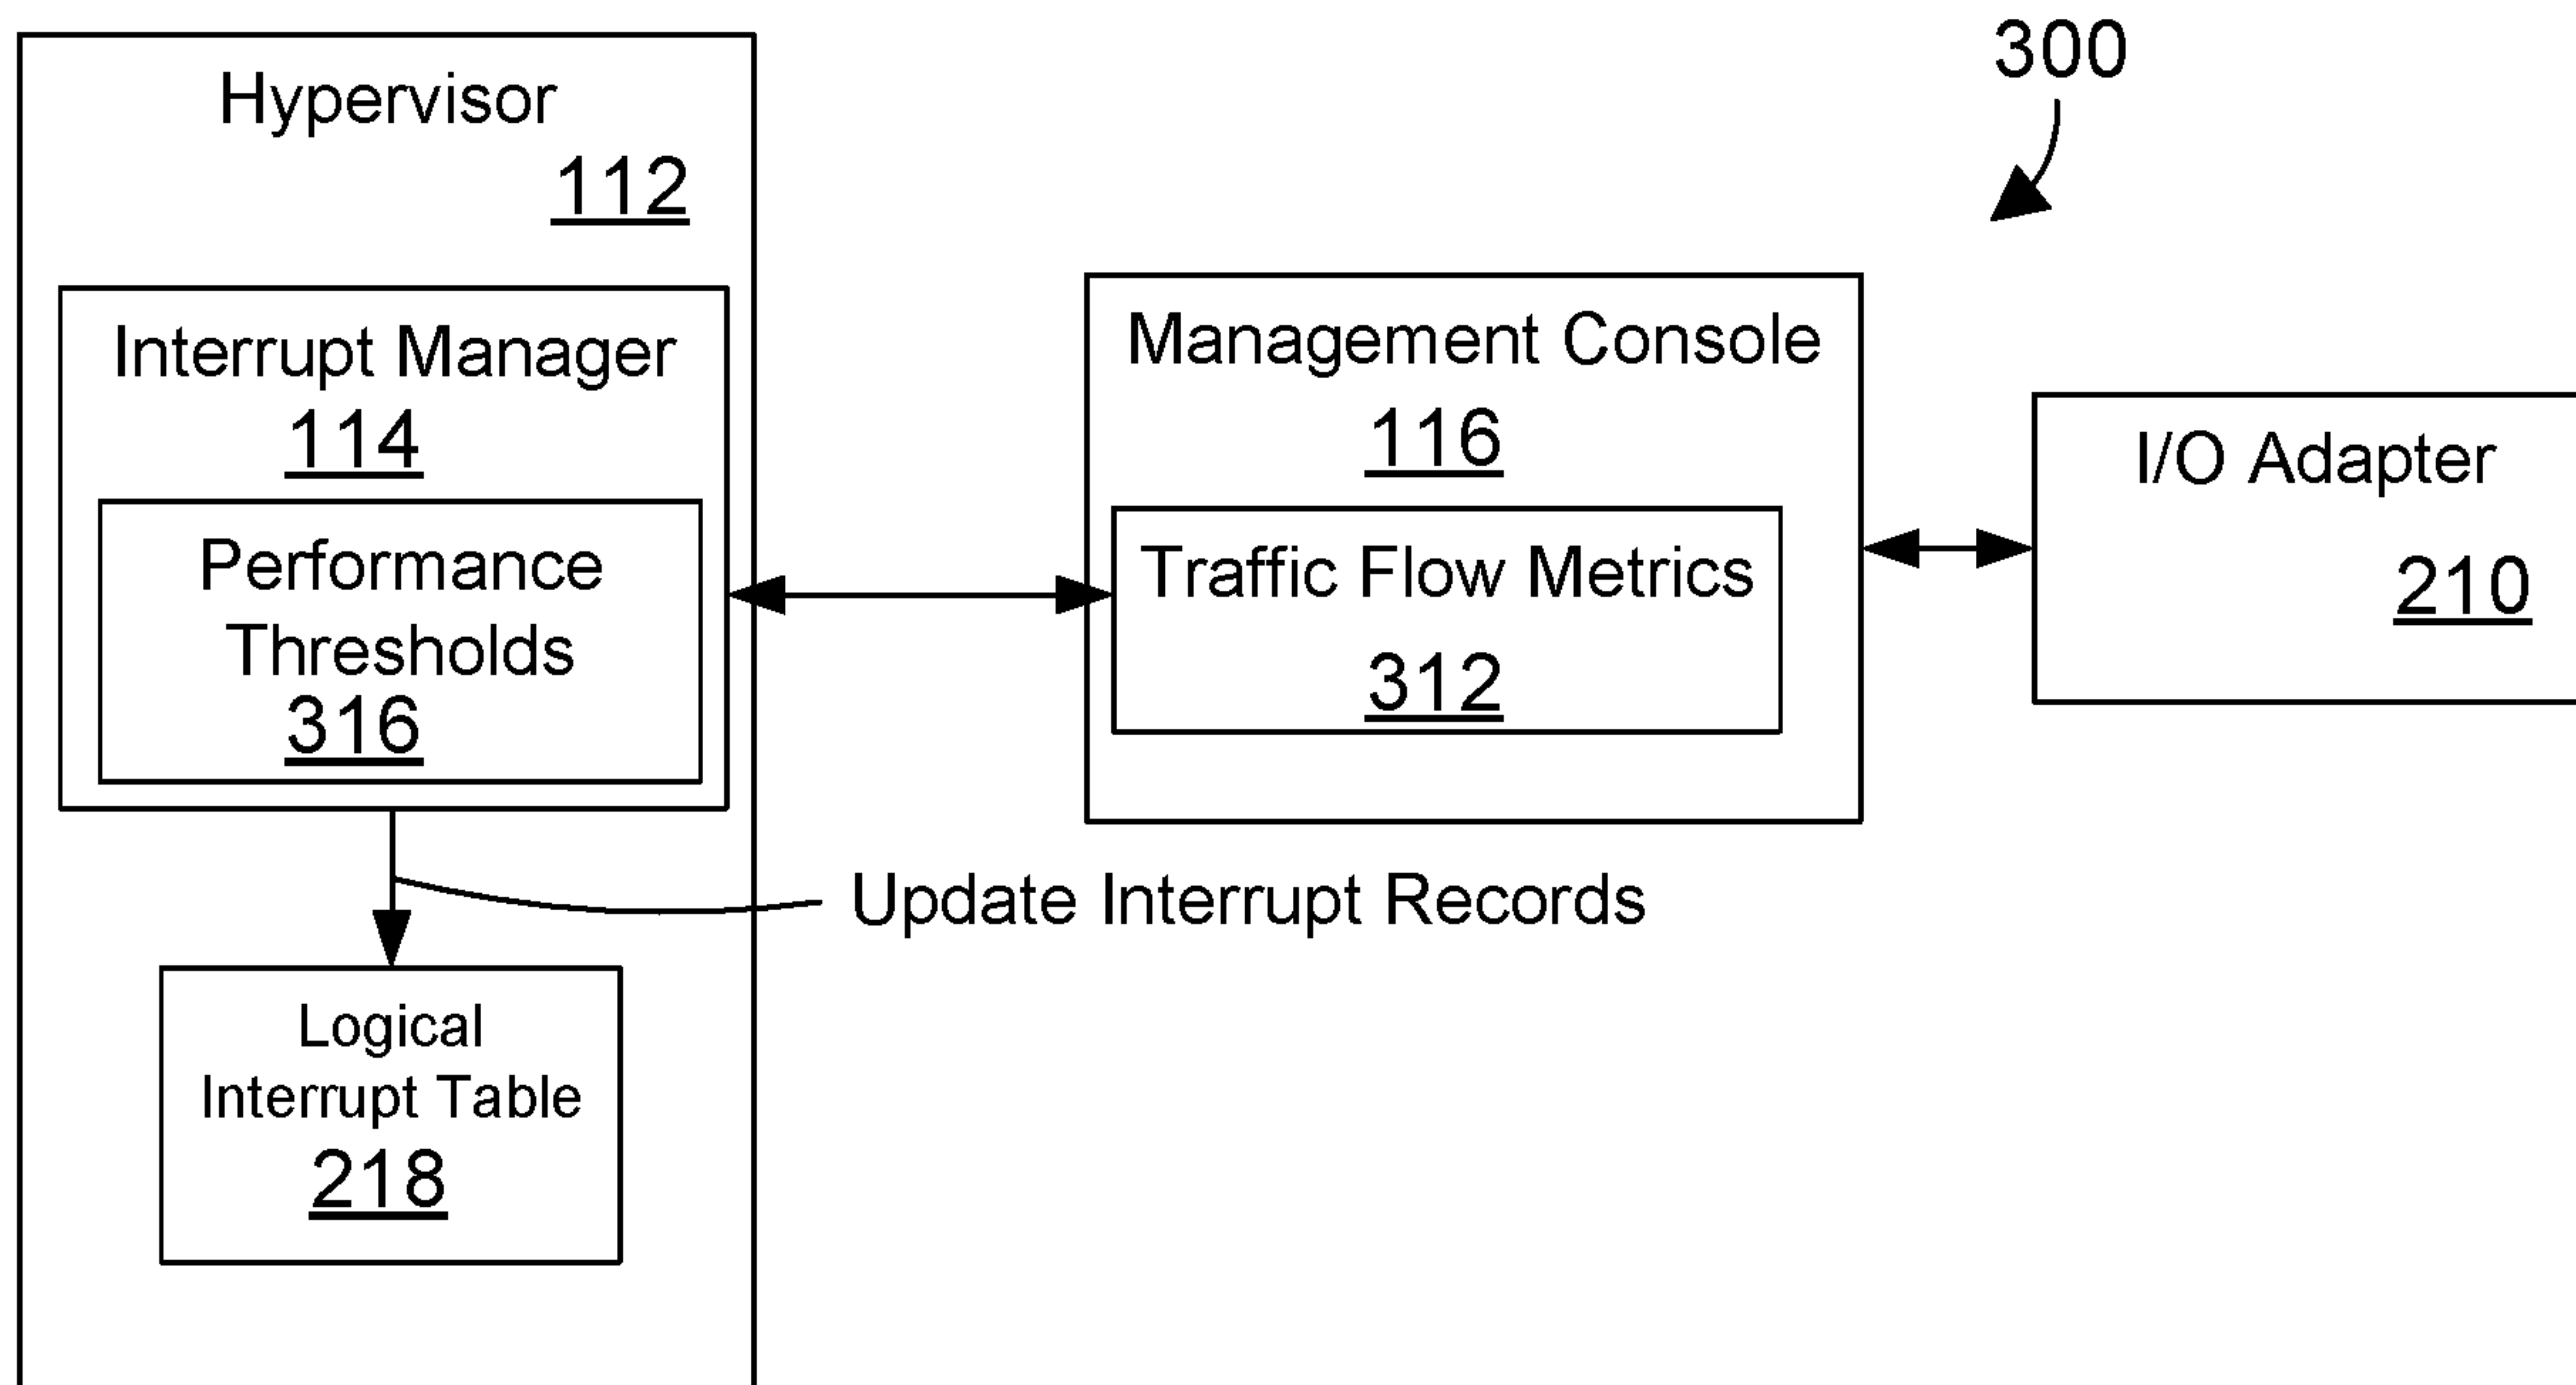 300
Hypervisor
112
Interrupt Manager
114
Performance
Thresholds
316
Management Console
116
Traffic Flow Metrics
312
I/O Adapter
210
Update Interrupt Records
Logical
Interrupt Table
218